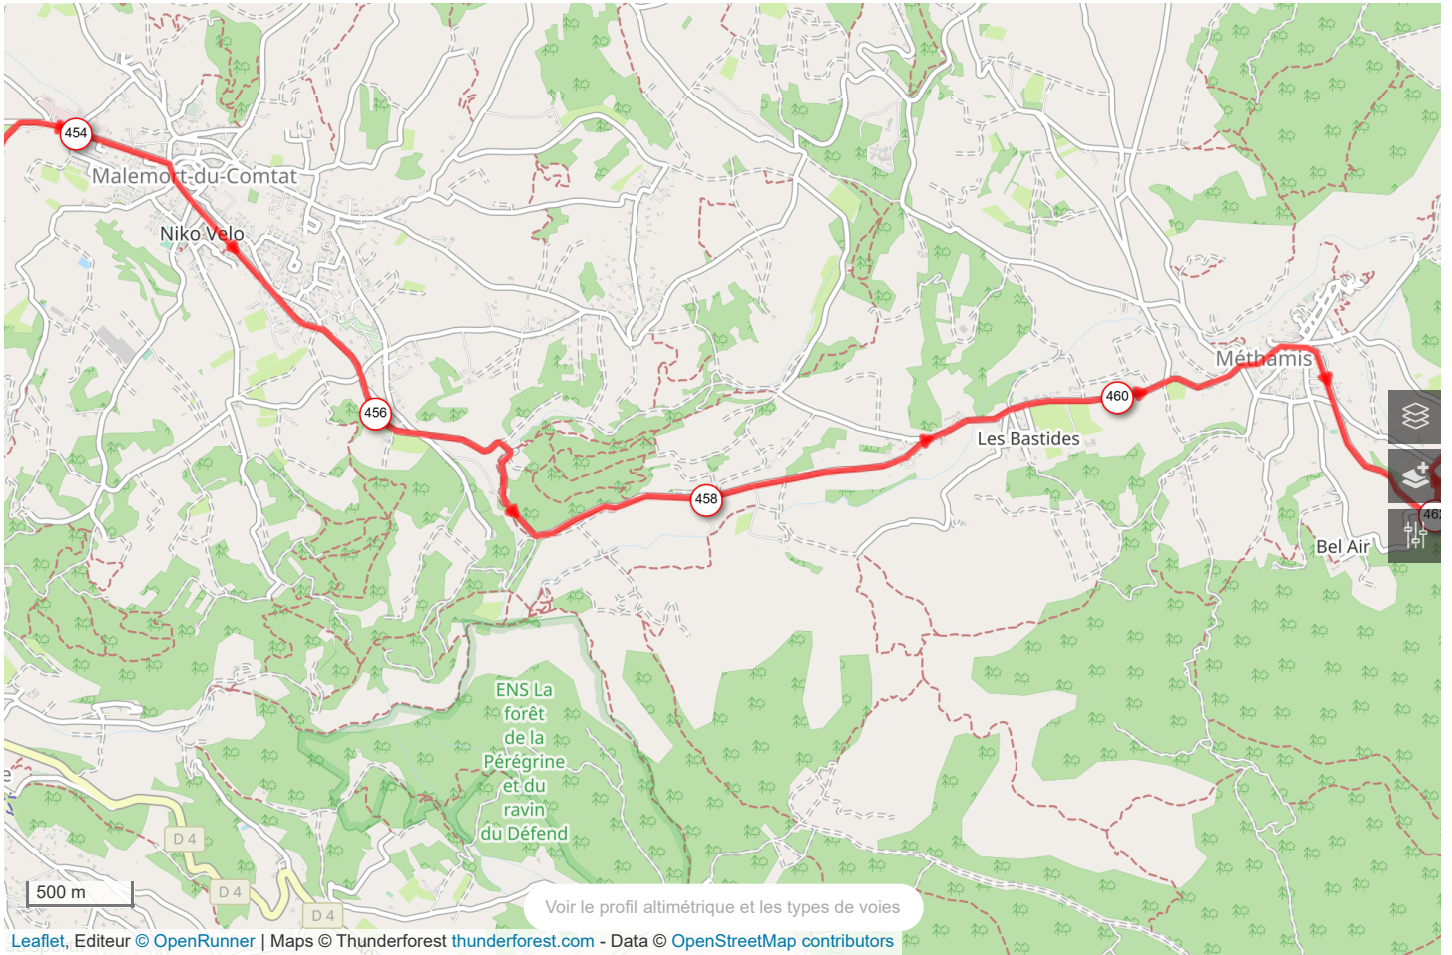 454
Malemort-du-Comtat
Niko Velo
456
Méthamis
460
Les Bastides
458
462
Bel Air
ENS La
forêt
de la
Pérégrine
et du
ravin
du Défend
D 4
D 4
D 4
500 m
Voir le profil altimétrique et les types de voies
Leaflet, Editeur © OpenRunner | Maps © Thunderforest thunderforest.com - Data © OpenStreetMap contributors